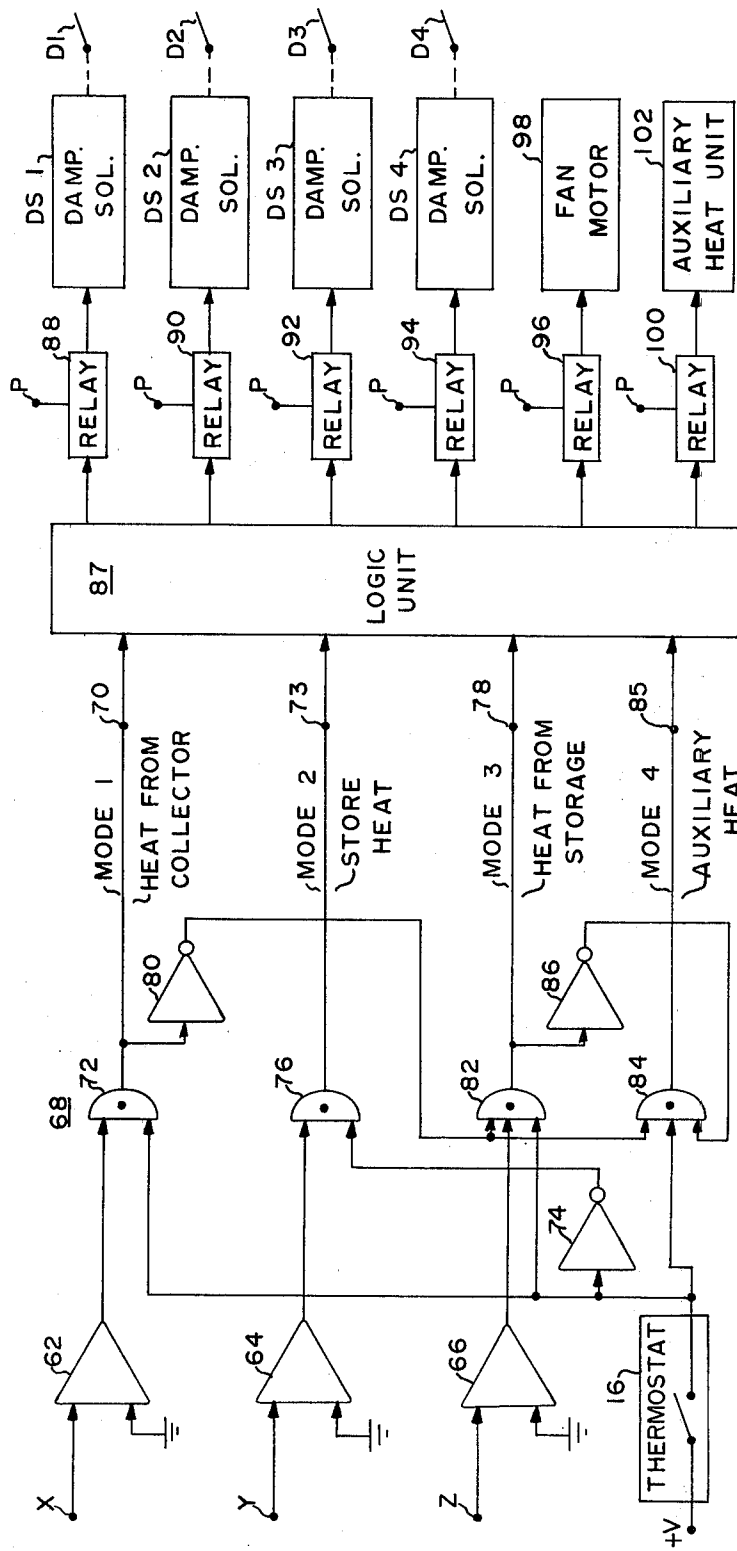 X
62
68
72
80
MODE 1
HEAT FROM
COLLECTOR
70
Y
64
76
MODE 2
STORE
HEAT
73
Z
66
74
82
86
MODE 3
HEAT FROM
STORAGE
78
+V
THERMOSTAT
16
84
MODE 4
AUXILIARY
HEAT
85
87
LOGIC
UNIT
P
88
RELAY
DS 1
DAMP.
SOL.
D1
P
90
RELAY
DS 2
DAMP.
SOL.
D2
P
92
RELAY
DS 3
DAMP.
SOL.
D3
P
94
RELAY
DS 4
DAMP.
SOL.
D4
P
96
RELAY
98
FAN
MOTOR
P
100
RELAY
102
AUXILIARY
HEAT UNIT